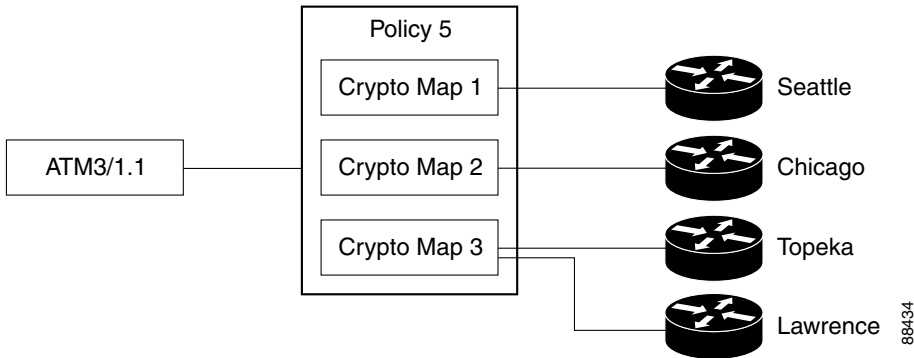 Policy 5
Crypto Map 1
Seattle
ATM3/1.1
Crypto Map 2
Chicago
Crypto Map 3
Topeka
Lawrence
88434